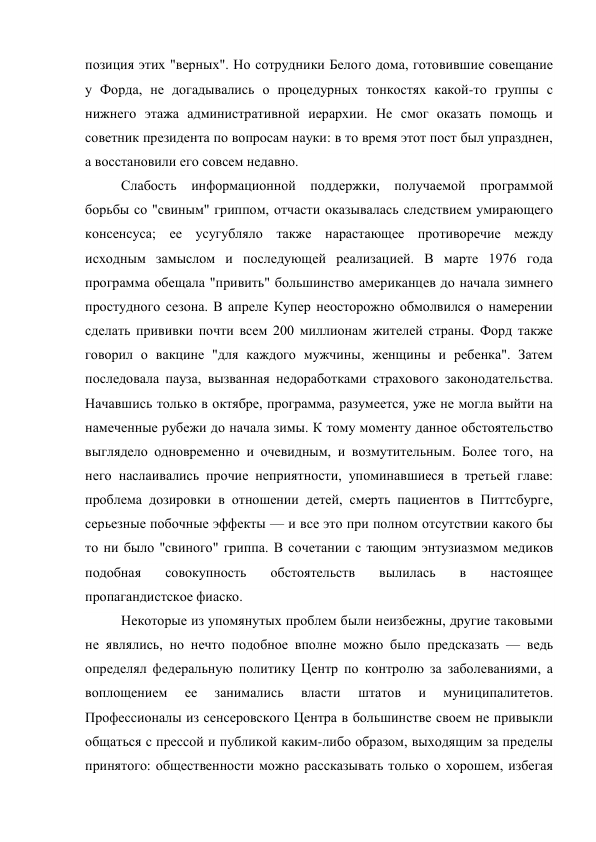 позиция этих "верных". Но сотрудники Белого дома, готовившие совещание
у Форда, не догадывались о процедурных тонкостях какой-то группы с
нижнего этажа административной иерархии. Не смог оказать помощь и
советник президента по вопросам науки: в то время этот пост был упразднен,
а восстановили его совсем недавно.
Слабость информационной поддержки, получаемой программой
борьбы со "свиным" гриппом, отчасти оказывалась следствием умирающего
консенсуса; ее усугубляло также нарастающее противоречие между
исходным замыслом и последующей реализацией. В марте 1976 года
программа обещала "привить" большинство американцев до начала зимнего
простудного сезона. В апреле Купер неосторожно обмолвился о намерении
сделать прививки почти всем 200 миллионам жителей страны. Форд также
говорил о вакцине "для каждого мужчины, женщины и ребенка". Затем
последовала пауза, вызванная недоработками страхового законодательства.
Начавшись только в октябре, программа, разумеется, уже не могла выйти на
намеченные рубежи до начала зимы. К тому моменту данное обстоятельство
выглядело одновременно и очевидным, и возмутительным. Более того, на
него наслаивались прочие неприятности, упоминавшиеся в третьей главе:
проблема дозировки в отношении детей, смерть пациентов в Питтсбурге,
серьезные побочные эффекты — и все это при полном отсутствии какого бы
то ни было "свиного" гриппа. В сочетании с тающим энтузиазмом медиков
подобная совокупность обстоятельств вылилась в настоящее
пропагандистское фиаско.
Некоторые из упомянутых проблем были неизбежны, другие таковыми
не являлись, но нечто подобное вполне можно было предсказать — ведь
определял федеральную политику Центр по контролю за заболеваниями, а
воплощением ее занимались власти штатов и муниципалитетов.
Профессионалы из сенсеровского Центра в большинстве своем не привыкли
общаться с прессой и публикой каким-либо образом, выходящим за пределы
принятого: общественности можно рассказывать только о хорошем, избегая